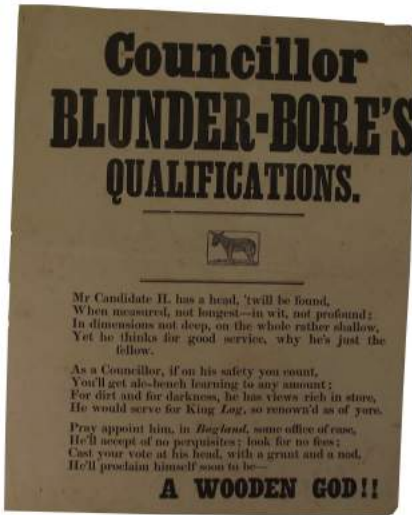 Councillor
BLUNDER-BORE'S
QUALIFICATIONS.
Mr Candidate H. has a head, 'twill be found,
When measured, not longest—in wit, not profound;
In dimensions not deep, on the whole rather shallow,
Yet he thinks for good service, why he's just the
fellow.
As a Councillor, if on his safety you count,
You'll get ale-bench learning to any amount;
For dirt and for darkness, he has views rich in store,
He would serve for King Log, so renown'd as of yore.
Pray appoint him, in Bogland, some office of ease,
He'll accept of no perquisites; look for no fees;
Cast your vote at his head, with a grunt and a nod,
He'll proclaim himself soon to be—
A WOODEN GOD!!